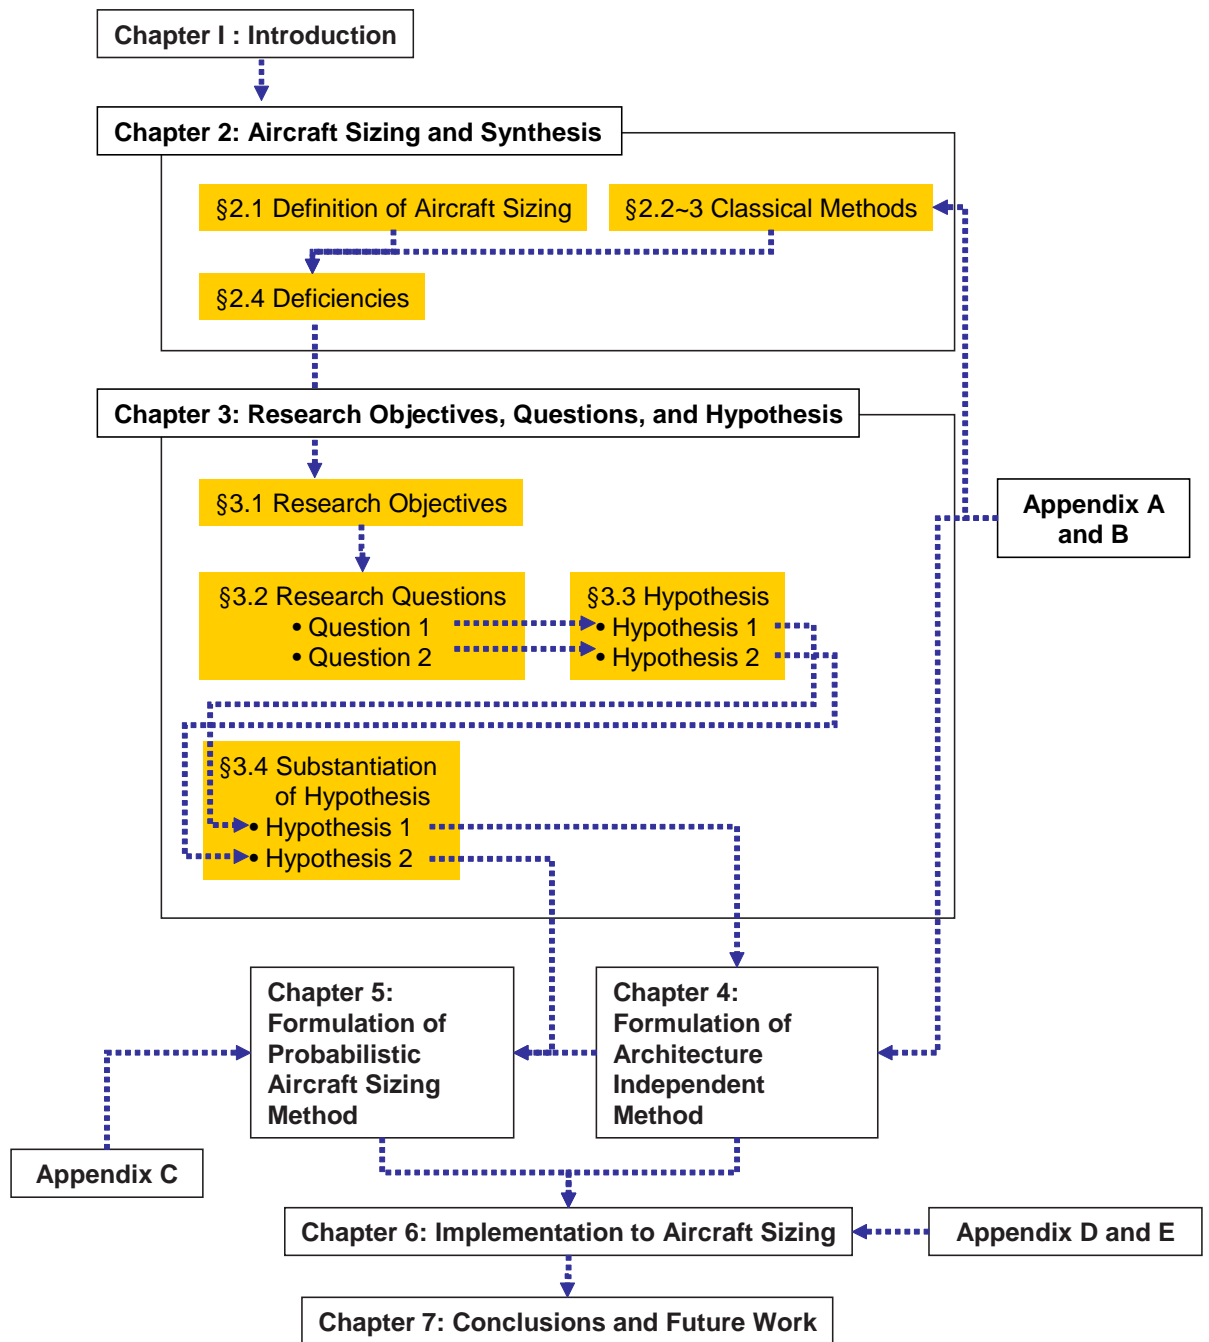 Chapter I : Introduction
Chapter 2: Aircraft Sizing and Synthesis
§2.1 Definition of Aircraft Sizing
§2.2~3 Classical Methods
§2.4 Deficiencies
Chapter 3: Research Objectives, Questions, and Hypothesis
§3.1 Research Objectives
Appendix A
and B
§3.2 Research Questions
• Question 1
• Question 2
§3.3 Hypothesis
• Hypothesis 1
• Hypothesis 2
§3.4 Substantiation
of Hypothesis
• Hypothesis 1
• Hypothesis 2
Chapter 5:
Formulation of
Probabilistic
Aircraft Sizing
Method
Chapter 4:
Formulation of
Architecture
Independent
Method
Appendix C
Chapter 6: Implementation to Aircraft Sizing
Appendix D and E
Chapter 7: Conclusions and Future Work